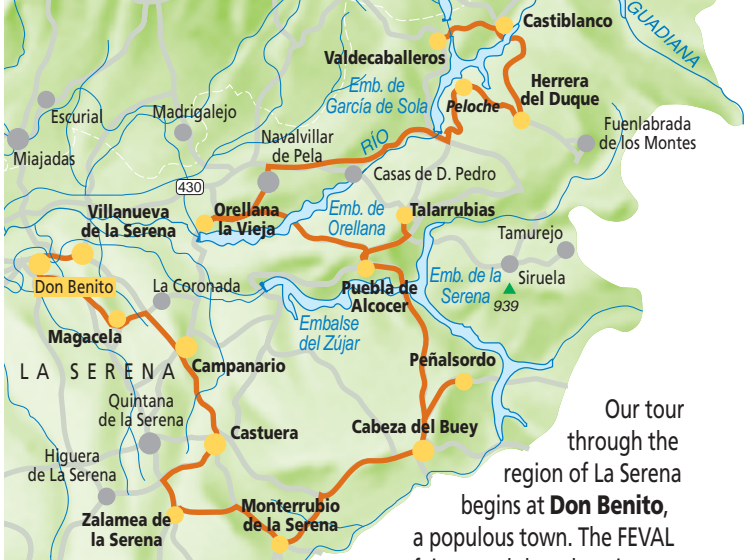 Castiblanco
GUADIANA
Valdecaballeros
Emb. de
García de Sola
Peloche
Herrera
del Duque
Escurial
Madrigalejo
Miajadas
Navalvillar
de Pela
RÍO
Fuenlabrada
de los Montes
Casas de D. Pedro
430
Villanueva
de la Serena
Orellana
la Vieja
Emb. de
Orellana
Talarrubias
Tamurejo
Don Benito
La Coronada
Puebla de
Alcocer
Emb. de la
Serena
Siruela
939
Magacela
Embalse
del Zújar
LA SERENA
Campanario
Peñalsordo
Quintana
de la Serena
Castuera
Cabeza del Buey
Higuera
de La Serena
Zalamea de
la Serena
Monterrubio
de la Serena
Our tour
through the
region of La Serena
begins at Don Benito,
a populous town. The FEVAL